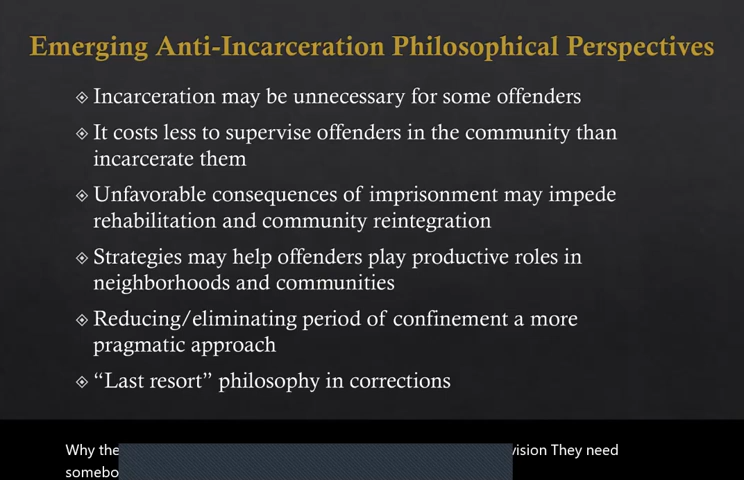 Emerging Anti-Incarceration Philosophical Perspectives
Incarceration may be unnecessary for some offenders
It costs less to supervise offenders in the community than
incarcerate them
Unfavorable consequences of imprisonment may impede
rehabilitation and community reintegration
Strategies may help offenders play productive roles in
neighborhoods and communities
Reducing/eliminating period of confinement a more
pragmatic approach
“Last resort” philosophy in corrections
Why They need